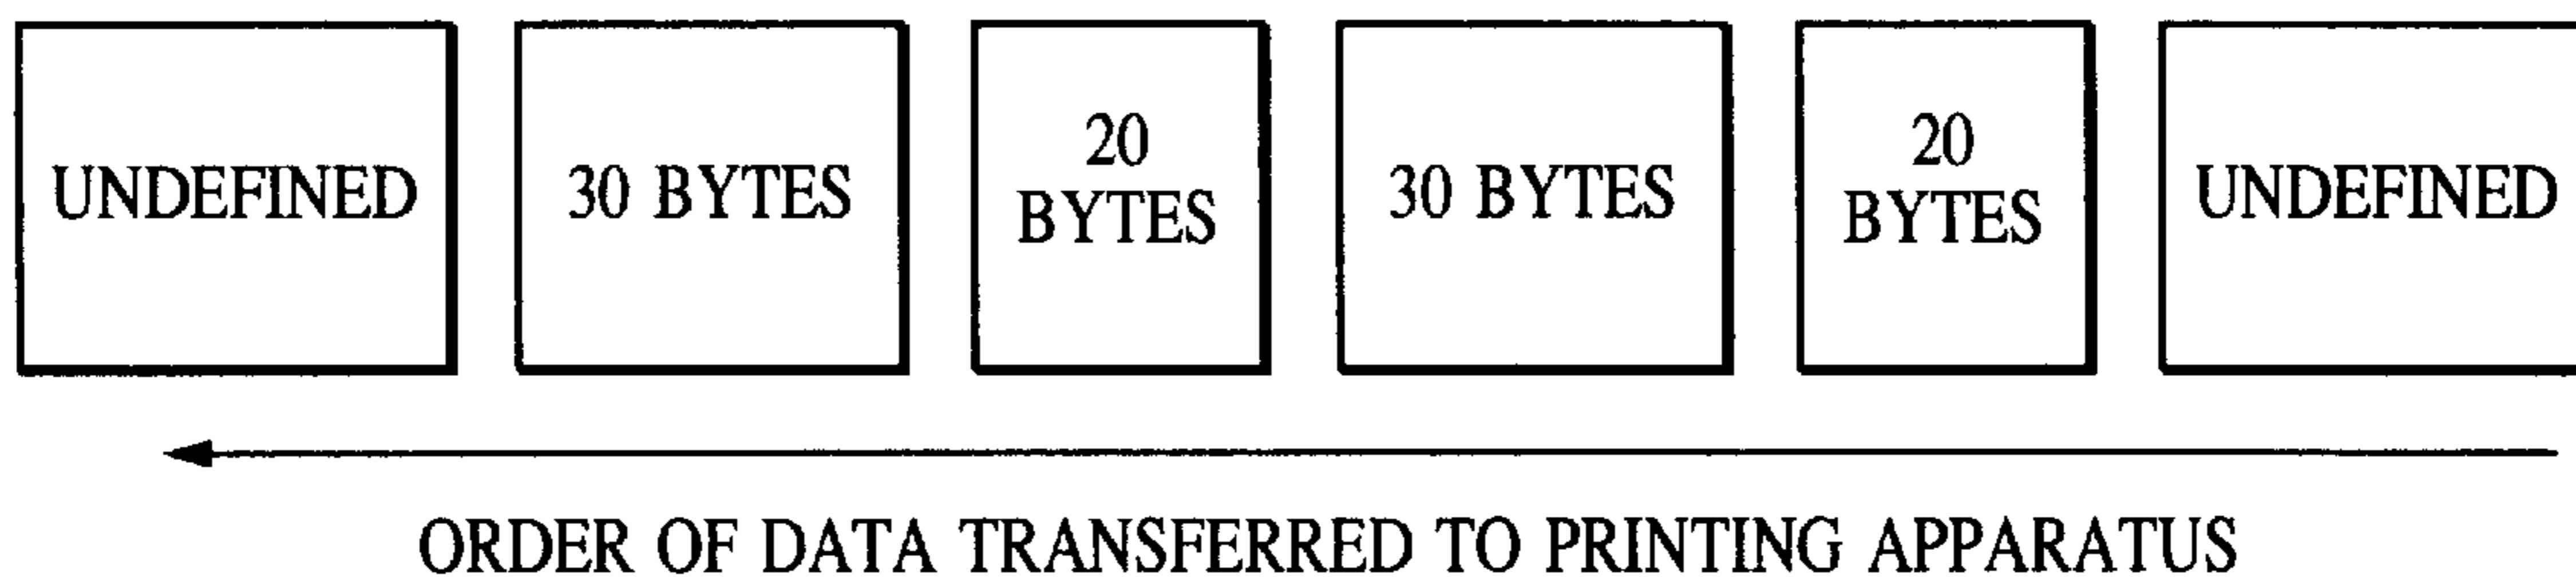 UNDEFINED
30 BYTES
20
BYTES
30 BYTES
20
BYTES
UNDEFINED
ORDER OF DATA TRANSFERRED TO PRINTING APPARATUS